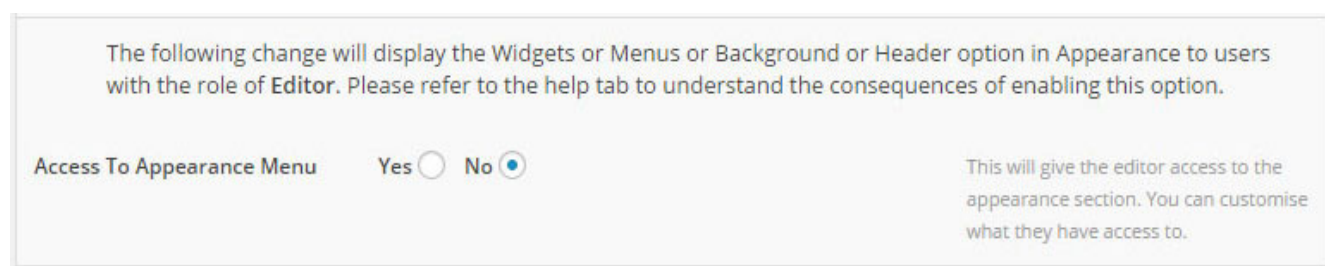 The following change will display the Widgets or Menus or Background or Header option in Appearance to users
with the role of Editor. Please refer to the help tab to understand the consequences of enabling this option.
Access To Appearance Menu Yes No
This will give the editor access to the
appearance section. You can customise
what they have access to.